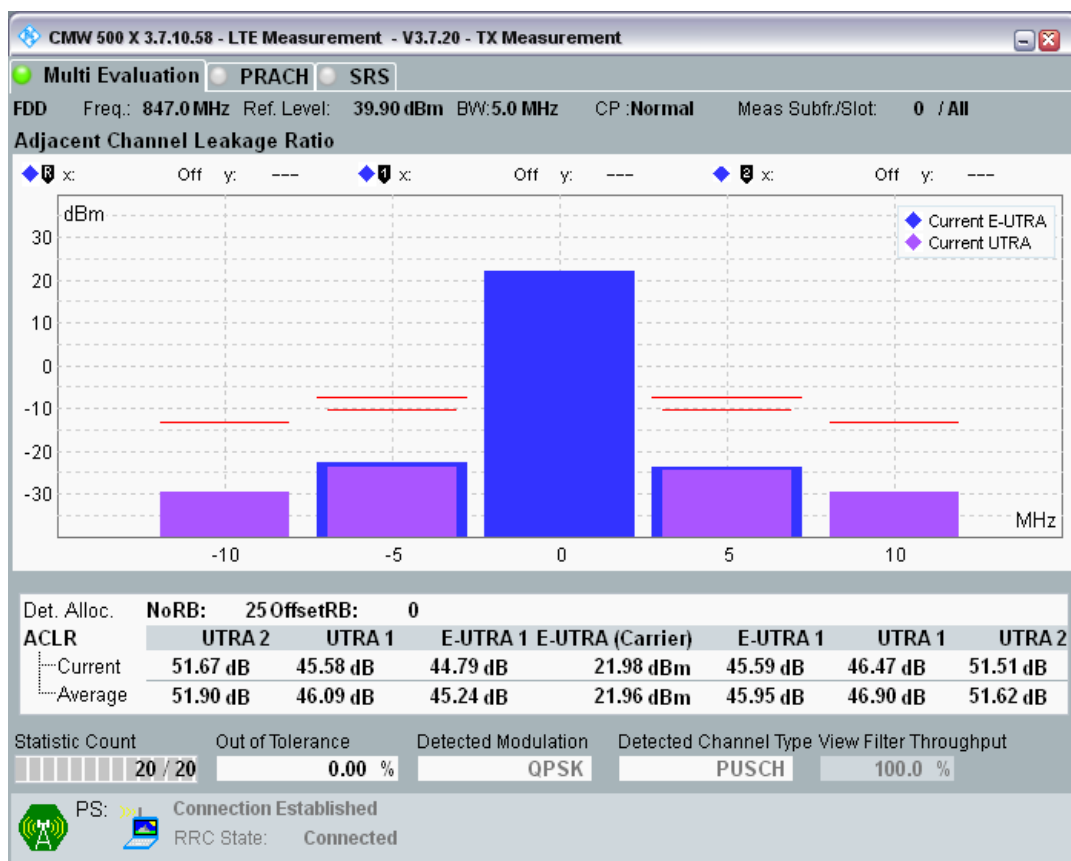 CMW 500 X 3.7.10.58 - LTE Measurement - V3.7.20 - TX Measurement
Multi Evaluation PRACH SRS
FDD Freq.: 847.0 MHz Ref. Level: 39.90 dBm BW:5.0 MHz CP :Normal Meas Subfr./Slot: 0 / All
Adjacent Channel Leakage Ratio
R x: Off y: --- 1 x: Off y: --- 2 x: Off y: ---
dBm
Current E-UTRA
Current UTRA
30
20
10
0
-10
-20
-30
MHz
-10 -5 0 5 10
Det. Alloc. NoRB: 25 OffsetRB: 0
ACLR UTRA 2 UTRA 1 E-UTRA 1 E-UTRA (Carrier) E-UTRA 1 UTRA 1 UTRA 2
Current 51.67 dB 45.58 dB 44.79 dB 21.98 dBm 45.59 dB 46.47 dB 51.51 dB
Average 51.90 dB 46.09 dB 45.24 dB 21.96 dBm 45.95 dB 46.90 dB 51.62 dB
Statistic Count Out of Tolerance Detected Modulation Detected Channel Type View Filter Throughput
20 / 20 0.00 % QPSK PUSCH 100.0 %
PS: Connection Established
RRC State: Connected